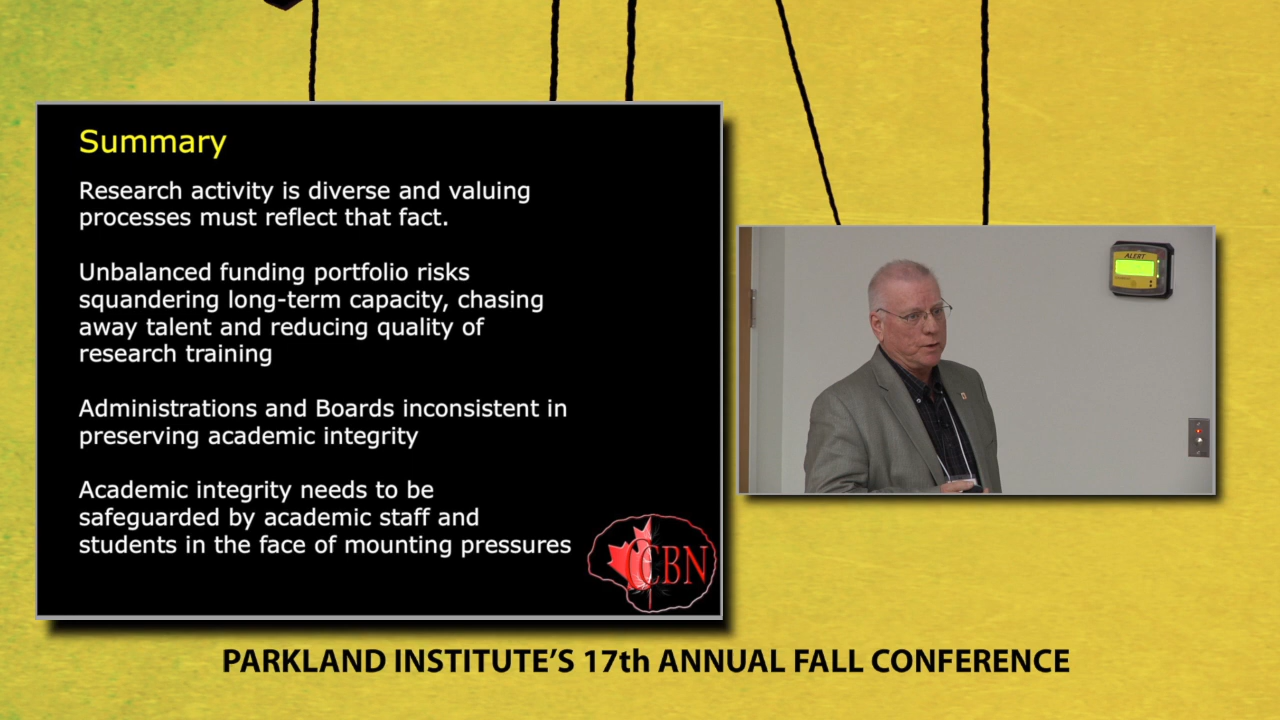 Summary
Research activity is diverse and valuing
processes must reflect that fact.
Unbalanced funding portfolio risks
squandering long-term capacity, chasing
away talent and reducing quality of
research training
Administrations and Boards inconsistent in
preserving academic integrity
Academic integrity needs to be
safeguarded by academic staff and
students in the face of mounting pressures
CBN
ALERT
PARKLAND INSTITUTE'S 17th ANNUAL FALL CONFERENCE